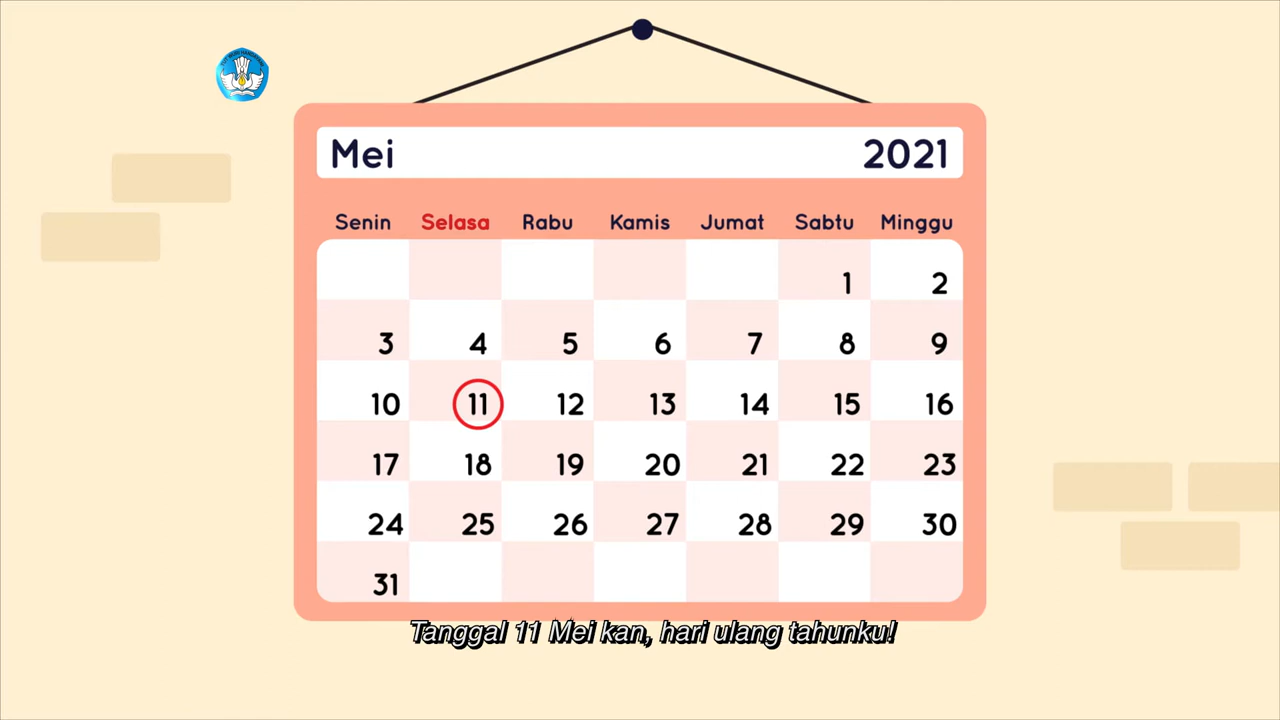 Mei 2021
Senin Selasa Rabu Kamis Jumat Sabtu Minggu
1 2
3 4 5 6 7 8 9
10 11 12 13 14 15 16
17 18 19 20 21 22 23
24 25 26 27 28 29 30
31
Tanggal 11 Mei kan, hari ulang tahunku!